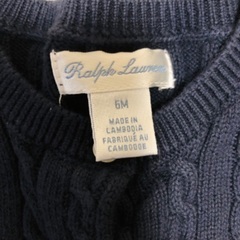 Ralph Lauren
6M
MADE IN
CAMBODIA
FABRIQUÉ AU
CAMBODGE